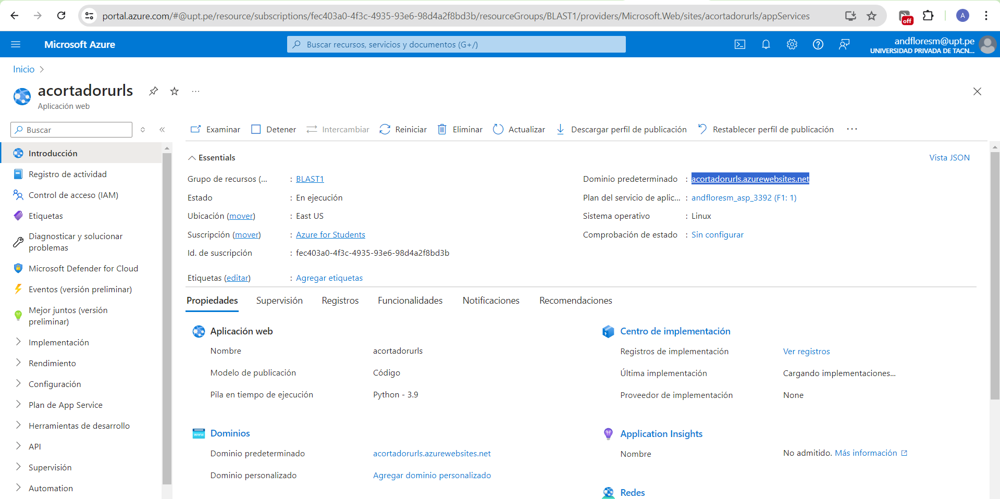 portal.azure.com/#@upt.pe/resource/subscriptions/fec403a0-4f3c-4935-93e6-98d4a2f8bd3b/resourceGroups/BLAST1/providers/Microsoft.Web/sites/acortadorurls/appServices
off
A
Microsoft Azure
Buscar recursos, servicios y documentos (G+/)
andfloresm@upt.pe
UNIVERSIDAD PRIVADA DE TACN...
Inicio
acortadorurls
Aplicación web
Buscar
Examinar
Detener
Intercambiar
Reiniciar
Eliminar
Actualizar
Descargar perfil de publicación
Restablecer perfil de publicación
Introducción
Registro de actividad
Control de acceso (IAM)
Etiquetas
Diagnosticar y solucionar
problemas
Microsoft Defender for Cloud
Eventos (versión preliminar)
Mejor juntos (versión
preliminar)
Implementación
Rendimiento
Configuración
Plan de App Service
Herramientas de desarrollo
API
Supervisión
Automation
Essentials
Vista JSON
Grupo de recursos (... : BLAST1
Estado : En ejecución
Ubicación (mover) : East US
Suscripción (mover) : Azure for Students
Id. de suscripción : fec403a0-4f3c-4935-93e6-98d4a2f8bd3b
Etiquetas (editar) : Agregar etiquetas
Dominio predeterminado : acortadorurls.azurewebsites.net
Plan del servicio de aplic... : andfloresm_asp_3392 (F1: 1)
Sistema operativo : Linux
Comprobación de estado : Sin configurar
Propiedades
Supervisión
Registros
Funcionalidades
Notificaciones
Recomendaciones
Aplicación web
Nombre acortadorurls
Modelo de publicación Código
Pila en tiempo de ejecución Python - 3.9
www
Dominios
Dominio predeterminado acortadorurls.azurewebsites.net
Dominio personalizado Agregar dominio personalizado
Centro de implementación
Registros de implementación Ver registros
Última implementación Cargando implementaciones...
Proveedor de implementación None
Application Insights
Nombre No admitido. Más información
Redes